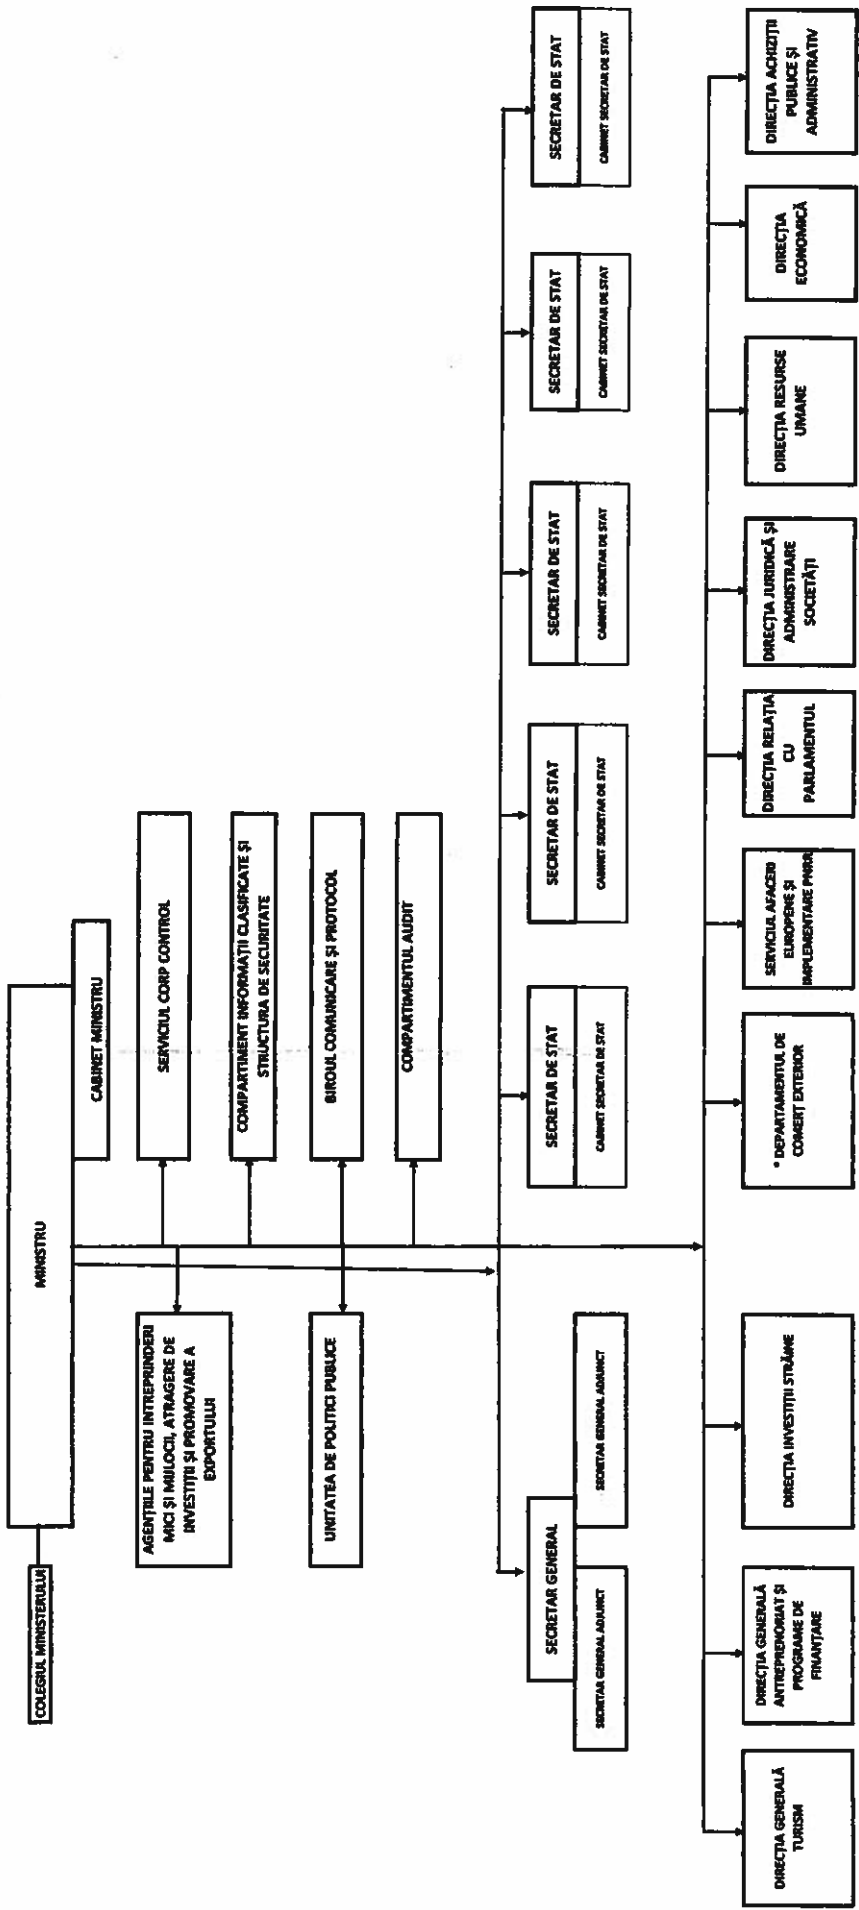 COLEGIUL MINISTERULUI
MINISTRU
CABINET MINISTRU
AGENȚIILE PENTRU INTREPRINDERI
MICI ȘI MIJLOCII, ATRAGERE DE
INVESTIȚII ȘI PROMOVARE A
EXPORTULUI
SERVICIUL CORP CONTROL
COMPARTIMENT INFORMAȚII CLASIFICATE ȘI
STRUCTURA DE SECURITATE
UNITATEA DE POLITICI PUBLICE
BIROUL COMUNICARE ȘI PROTOCOL
COMPARTIMENTUL AUDIT
SECRETAR GENERAL
SECRETAR GENERAL ADJUNCT
SECRETAR GENERAL ADJUNCT
SECRETAR DE STAT
CABINET SECRETAR DE STAT
SECRETAR DE STAT
CABINET SECRETAR DE STAT
SECRETAR DE STAT
CABINET SECRETAR DE STAT
SECRETAR DE STAT
CABINET SECRETAR DE STAT
SECRETAR DE STAT
CABINET SECRETAR DE STAT
DIRECȚIA GENERALĂ
TURISM
DIRECȚIA GENERALĂ
ANTREPRENORIAT ȘI
PROGRAME DE
FINANȚARE
DIRECȚIA INVESTIȚII STRĂINE
* DEPARTAMENTUL DE
COMERȚ EXTERIOR
SERVICIUL AFACERI
EUROPENE ȘI
IMPLEMENTARE PNRR
DIRECȚIA RELAȚIA
CU
PARLAMENTUL
DIRECȚIA JURIDICĂ ȘI
ADMINISTRARE
SOCIETĂȚI
DIRECȚIA RESURSE
UMANE
DIRECȚIA
ECONOMICĂ
DIRECȚIA ACHIZIȚII
PUBLICE ȘI
ADMINISTRATIV